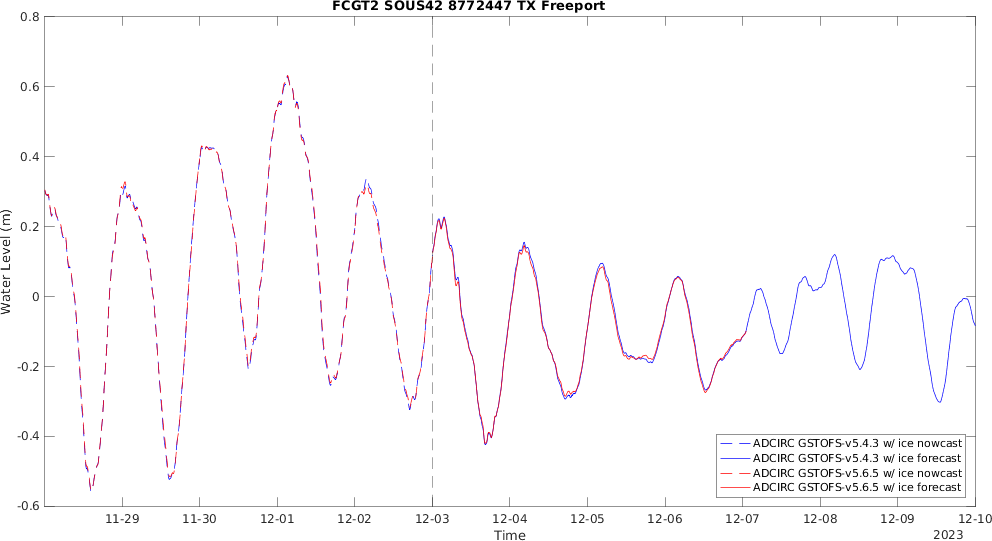 FCGT2 SOUS42 8772447 TX Freeport
0.8
0.6
0.4
0.2
0
-0.2
-0.4
-0.6
Water Level (m)
ADCIRC GSTOFS-v5.4.3 w/ ice nowcast
ADCIRC GSTOFS-v5.4.3 w/ ice forecast
ADCIRC GSTOFS-v5.6.5 w/ ice nowcast
ADCIRC GSTOFS-v5.6.5 w/ ice forecast
11-29 11-30 12-01 12-02 12-03 12-04 12-05 12-06 12-07 12-08 12-09 12-10
Time
2023